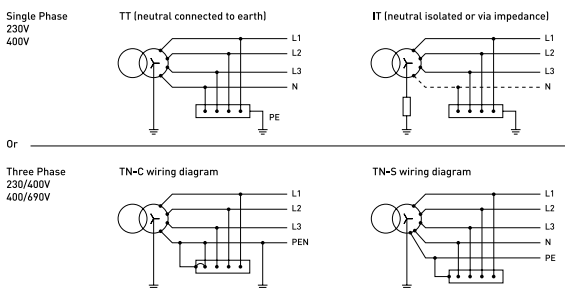 Single Phase
230V
400V
TT (neutral connected to earth)
L1
L2
L3
N
PE
IT (neutral isolated or via impedance)
L1
L2
L3
N
Or
Three Phase
230/400V
400/690V
TN-C wiring diagram
L1
L2
L3
PEN
TN-S wiring diagram
L1
L2
L3
N
PE